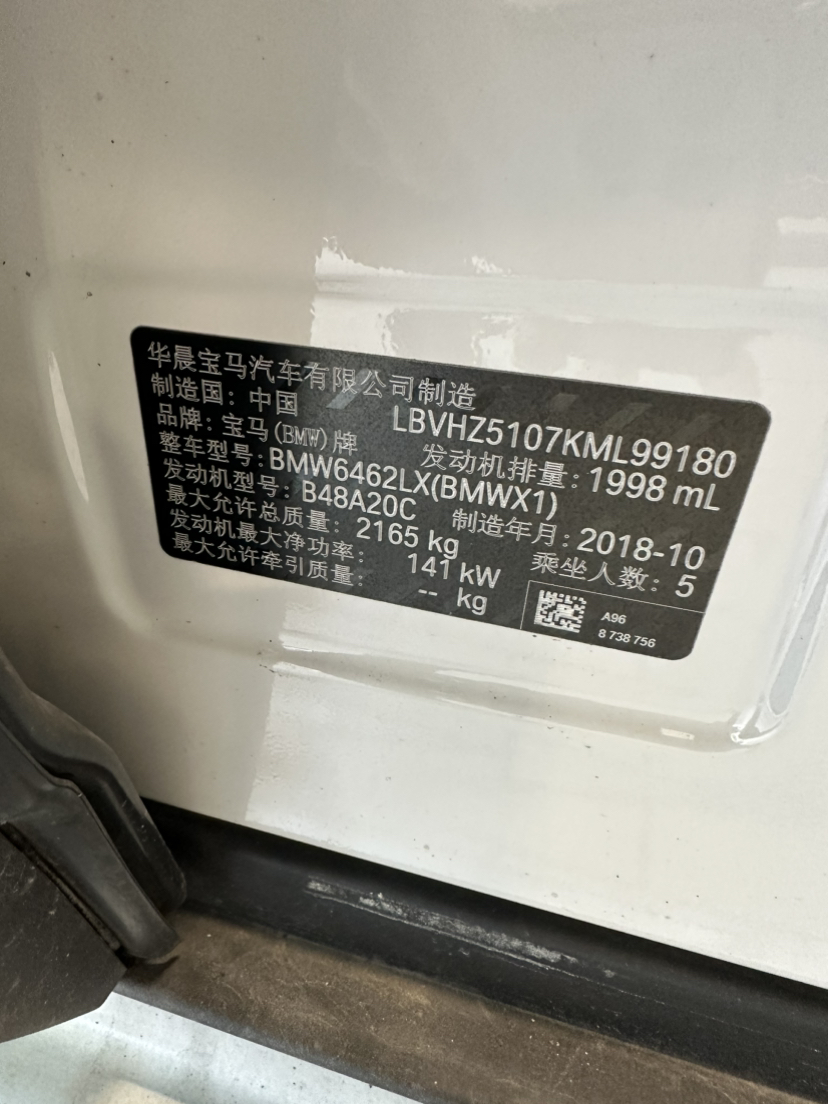 华晨宝马汽车有限公司制造
制造国：中国 LBVHZ5107KML99180
品牌：宝马(BMW)牌 发动机排量：1998 mL
整车型号：BMW6462LX(BMWX1)
发动机型号：B48A20C 制造年月：2018-10
最大允许总质量：2165 kg 乘坐人数：5
发动机最大净功率：141 kW
最大允许牵引质量：-- kg
A96
8 738 756